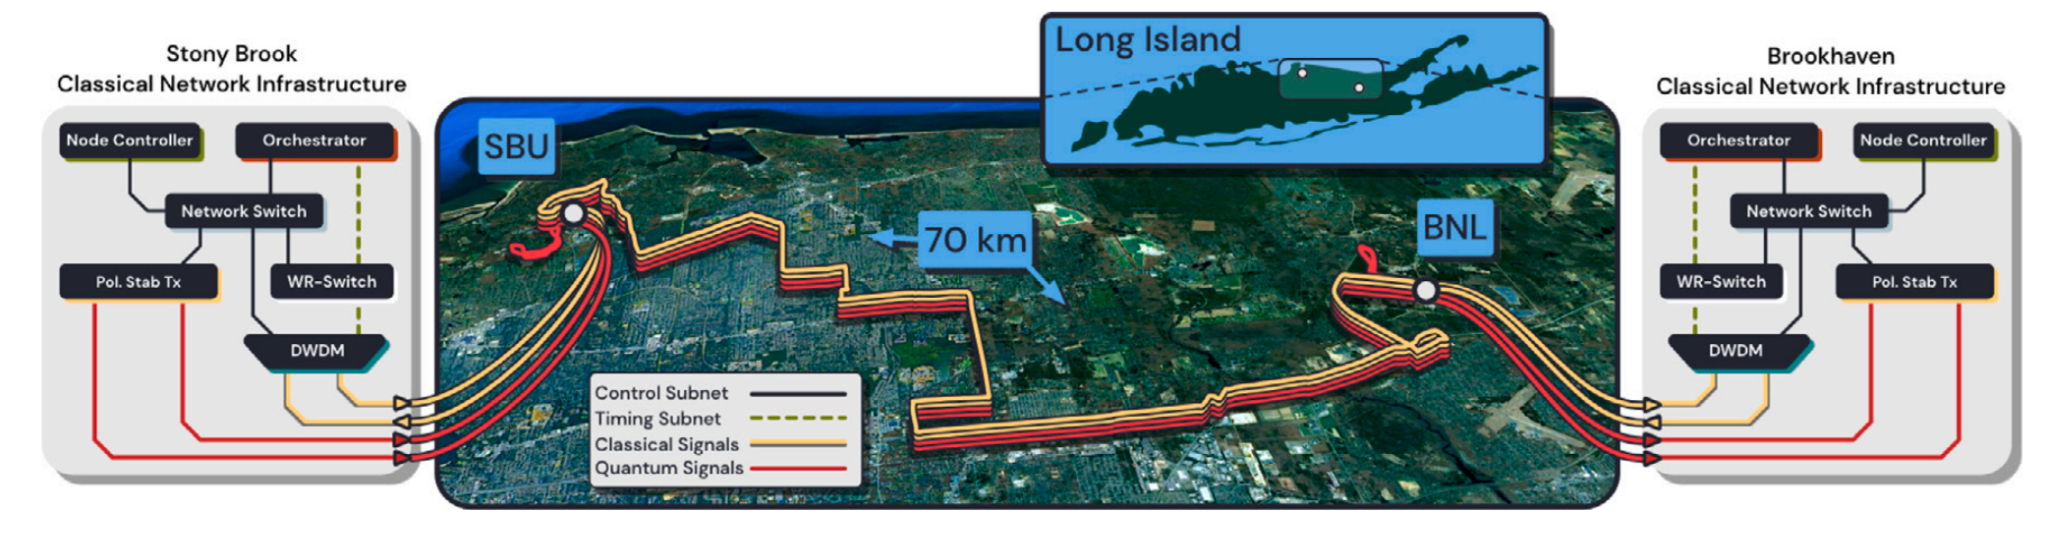 Stony Brook
Classical Network Infrastructure
Node Controller
Orchestrator
Network Switch
Pol. Stab Tx
WR-Switch
DWDM
SBU
Long Island
70 km
BNL
Control Subnet
Timing Subnet
Classical Signals
Quantum Signals
Brookhaven
Classical Network Infrastructure
Orchestrator
Node Controller
Network Switch
WR-Switch
Pol. Stab Tx
DWDM